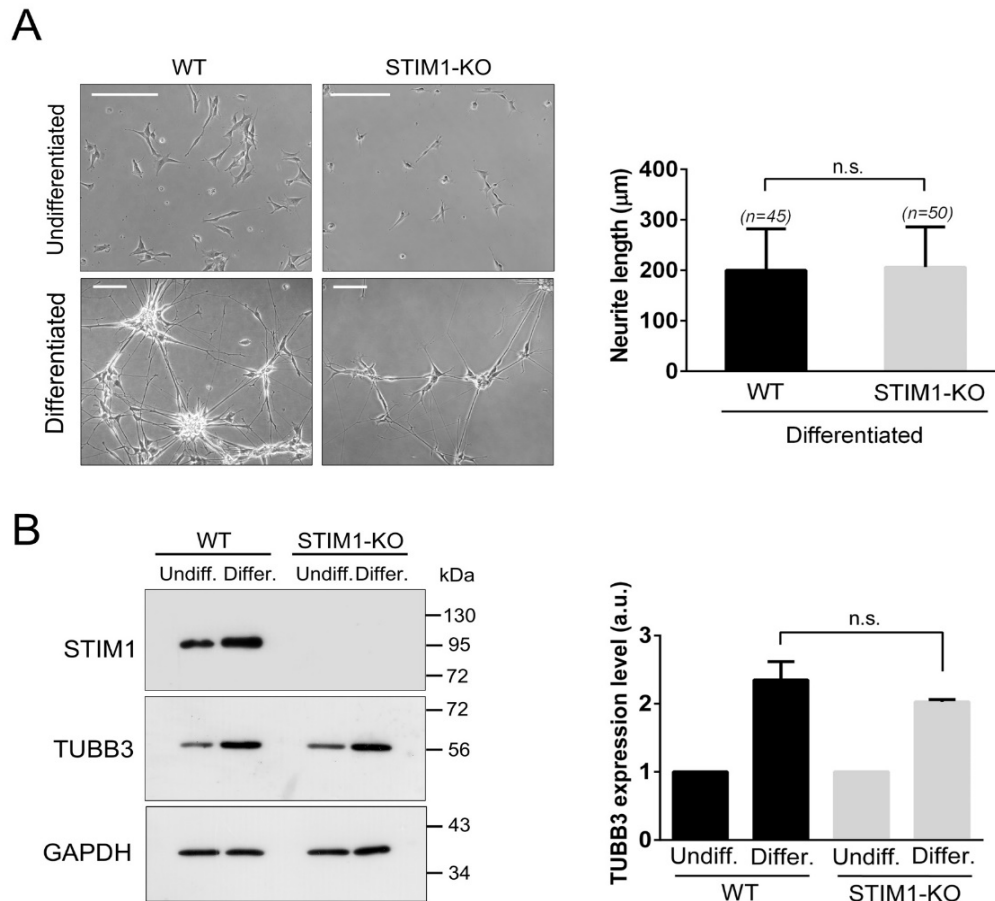 A
WT STIM1-KO
Undifferentiated
Differentiated
Neurite length (μm)
400
300
200
100
0
n.s.
(n=45) (n=50)
WT STIM1-KO
Differentiated
B
WT STIM1-KO
Undiff. Differ. Undiff. Differ. kDa
STIM1
130
95
72
TUBB3
72
56
GAPDH
43
34
TUBB3 expression level (a.u.)
3
2
1
0
n.s.
Undiff. Differ. Undiff. Differ.
WT STIM1-KO